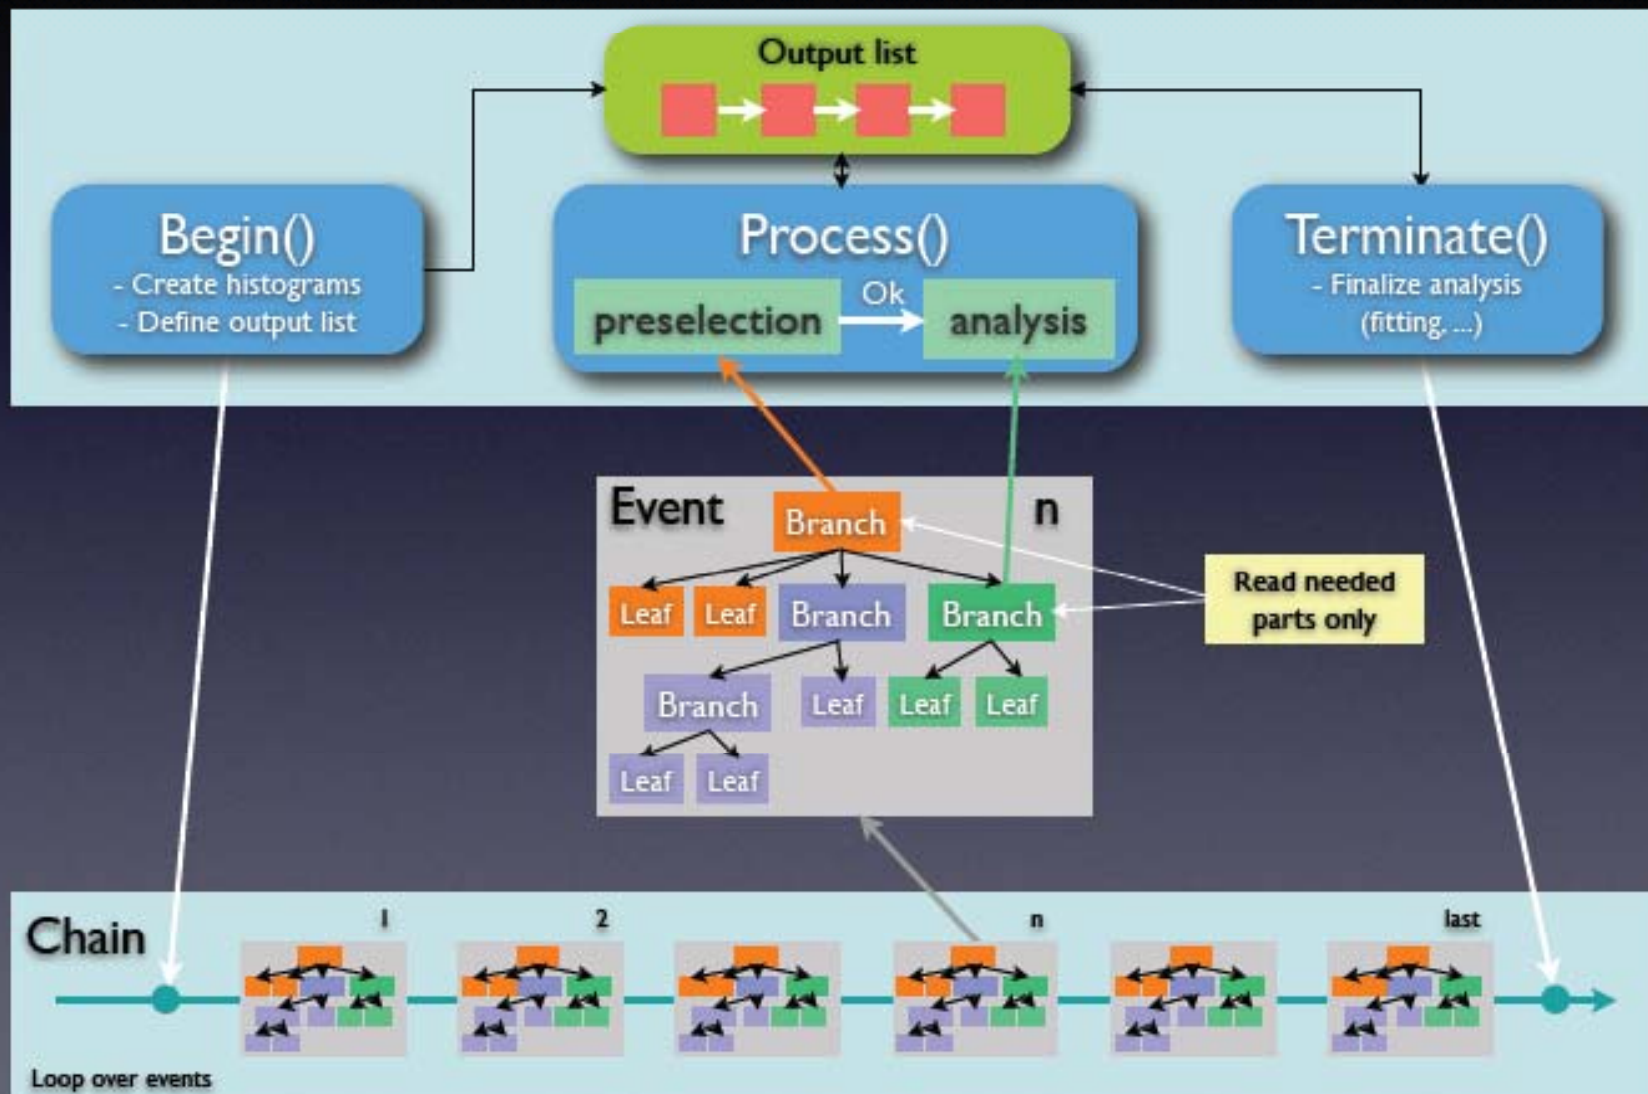 Output list
Begin()
- Create histograms
- Define output list
Process()
preselection
Ok
analysis
Terminate()
- Finalize analysis
(fitting, ...)
Event
n
Branch
Leaf
Leaf
Branch
Branch
Branch
Leaf
Leaf
Leaf
Leaf
Leaf
Read needed
parts only
Chain
1
2
n
last
Loop over events